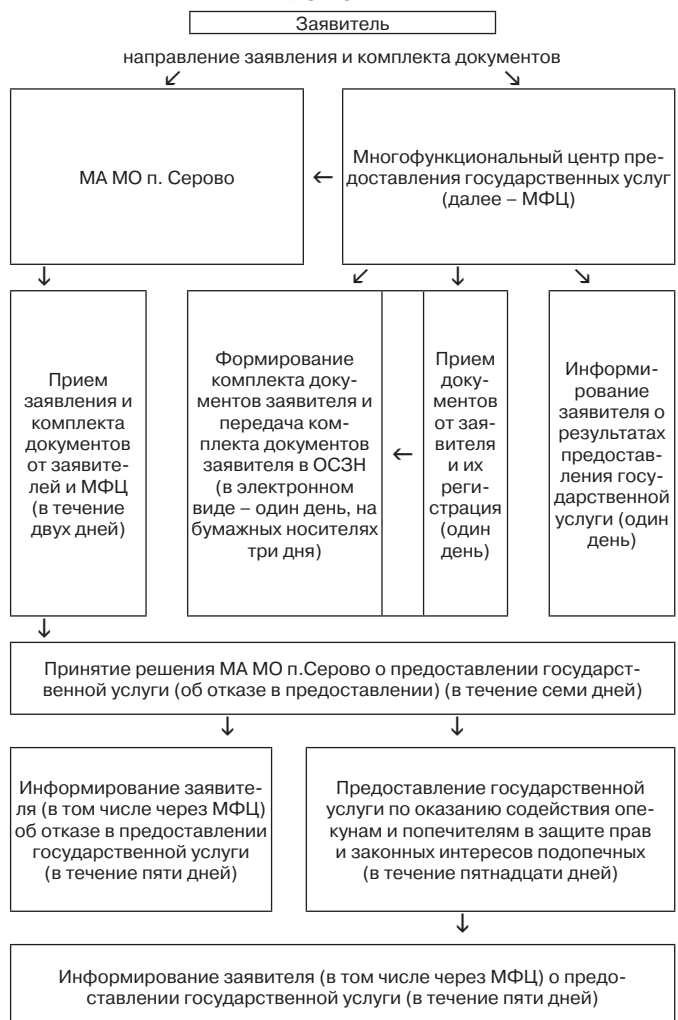 Заявитель
направление заявления и комплекта документов
↙ ↘
МА МО п. Серово
←
Многофункциональный центр пре-
доставления государственных услуг
(далее – МФЦ)
↓ ↙ ↓ ↘
Прием
заявления и
комплекта
документов
от заявите-
лей и МФЦ
(в течение
двух дней)
Формирование
комплекта доку-
ментов заявителя и
передача ком-
плекта документов
заявителя в ОСЗН
(в электронном
виде – один день, на
бумажных носителях
три дня)
←
Прием
доку-
ментов
от зая-
вителя
и их
реги-
страция
(один
день)
Информи-
рование
заявителя о
результатах
предостав-
ления госу-
дарственной
услуги (один
день)
↓
Принятие решения МА МО п.Серово о предоставлении государст-
венной услуги (об отказе в предоставлении) (в течение семи дней)
↓ ↓
Информирование заявите-
ля (в том числе через МФЦ)
об отказе в предоставлении
государственной услуги
(в течение пяти дней)
Предоставление государственной
услуги по оказанию содействия опе-
кунам и попечителям в защите прав
и законных интересов подопечных
(в течение пятнадцати дней)
↓
Информирование заявителя (в том числе через МФЦ) о предо-
ставлении государственной услуги (в течение пяти дней)